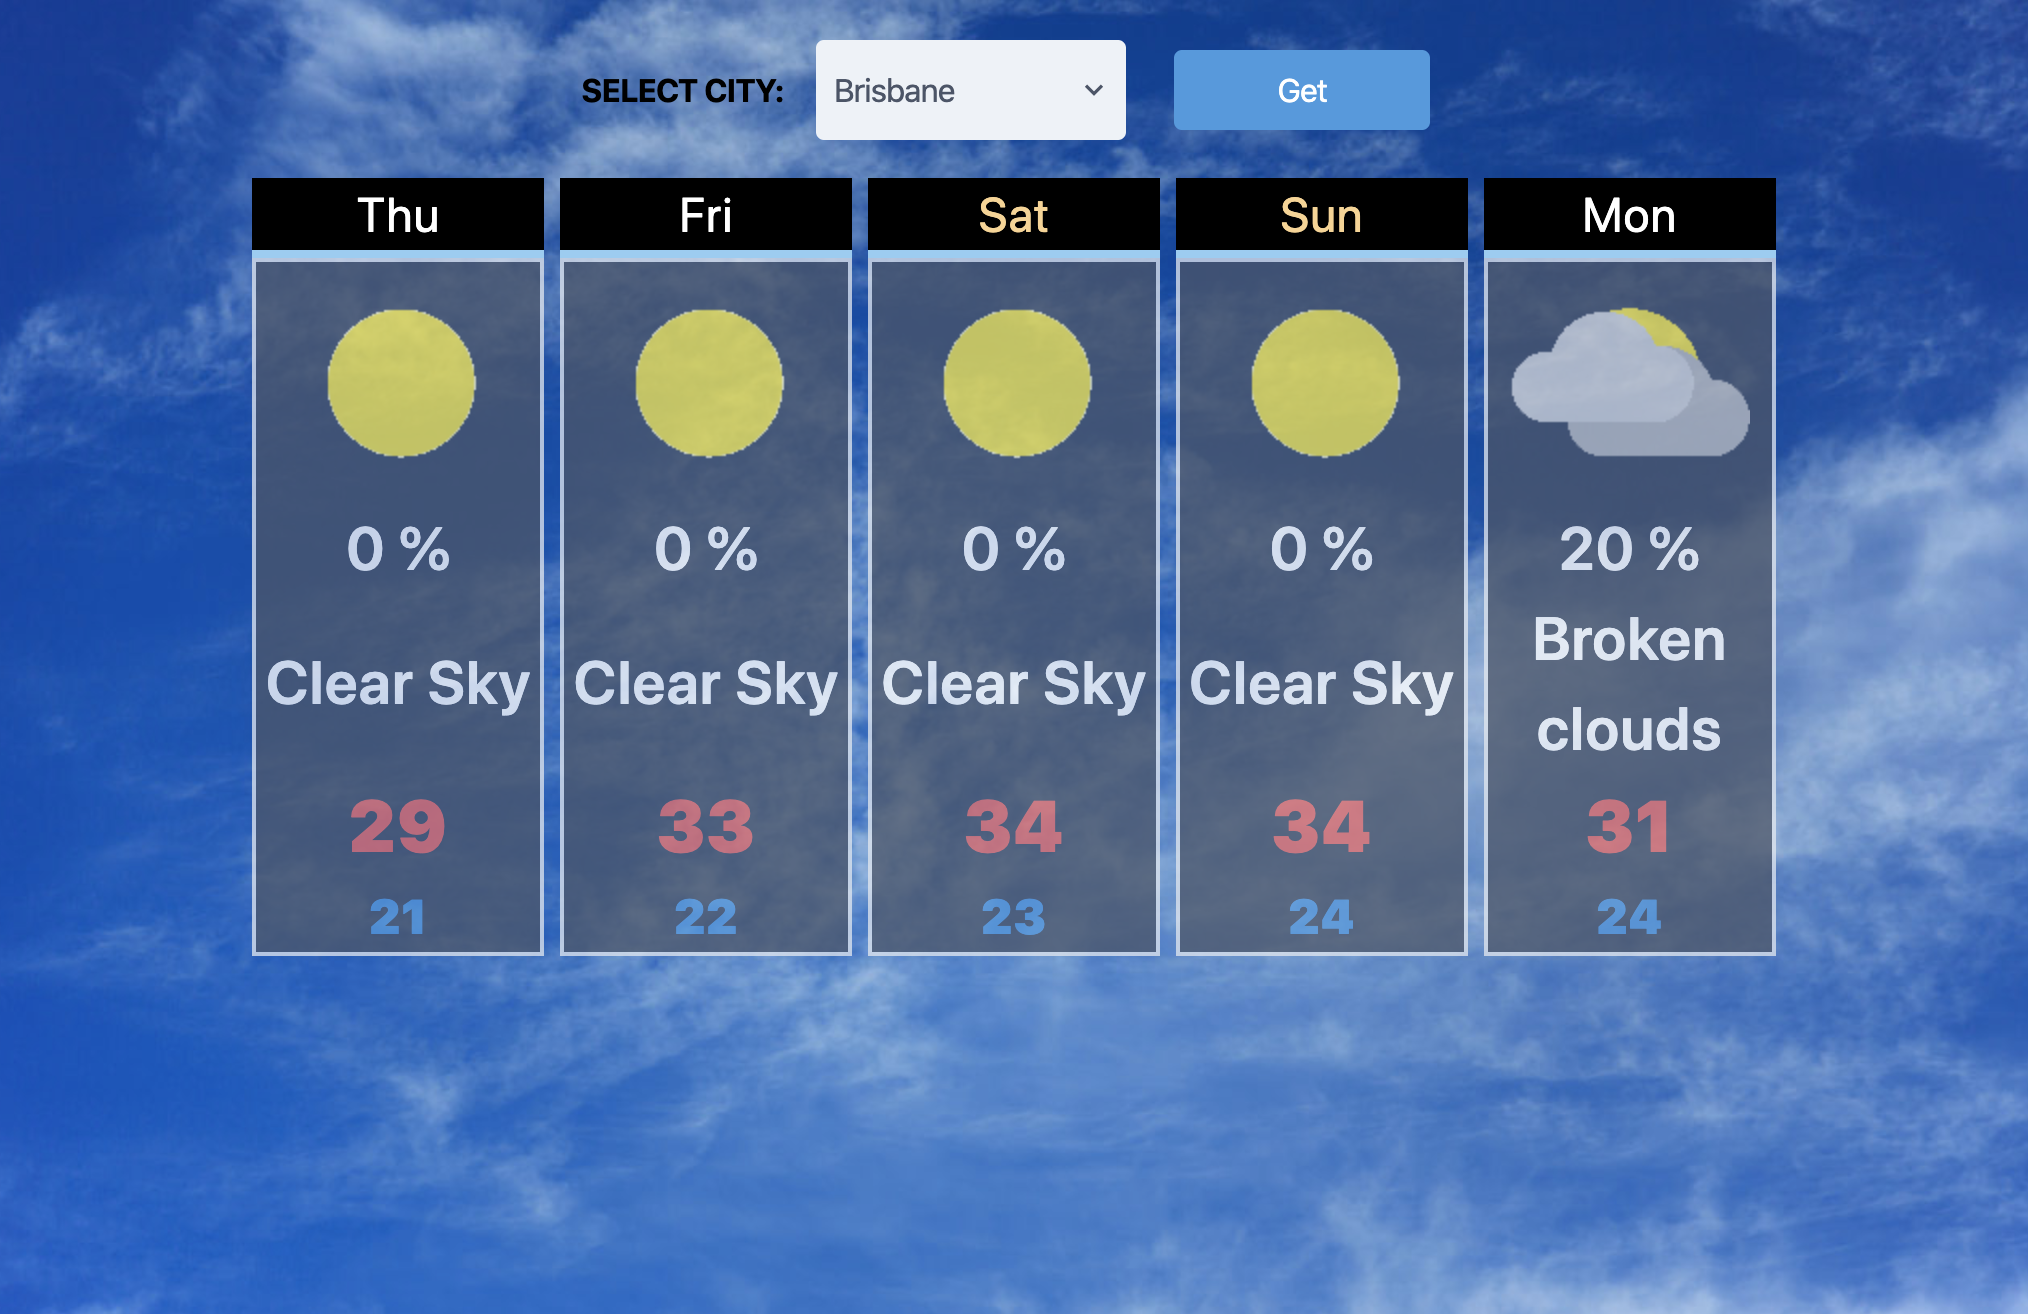 SELECT CITY: Brisbane Get
Thu Fri Sat Sun Mon
0 % 0 % 0 % 0 % 20 %
Clear Sky Clear Sky Clear Sky Clear Sky Broken
clouds
29 33 34 34 31
21 22 23 24 24